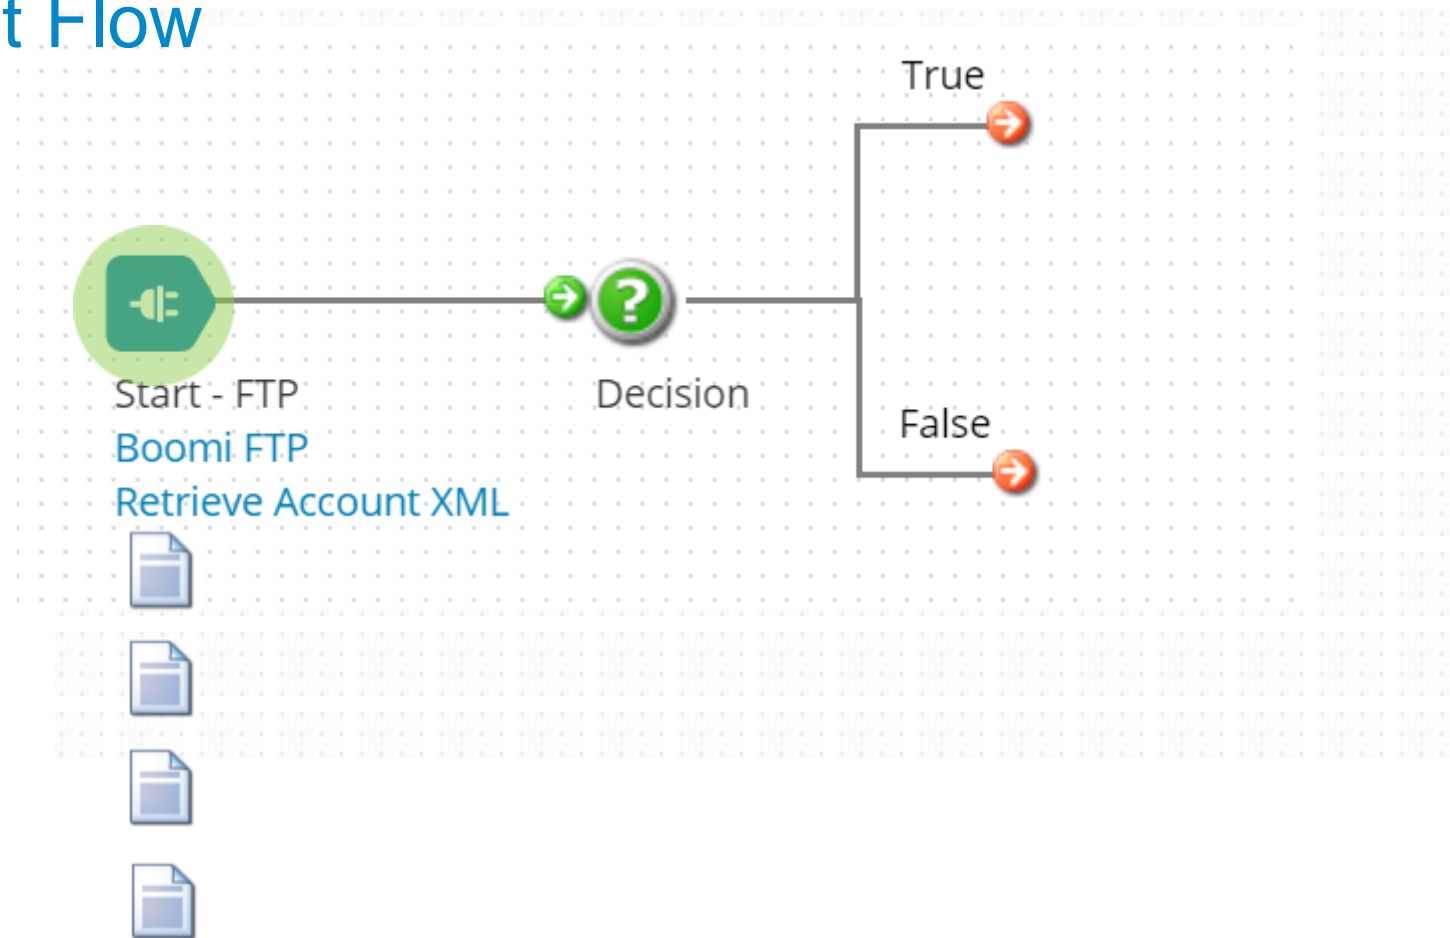 t Flow
True
Start - FTP
Boomi FTP
Retrieve Account XML
?
Decision
False